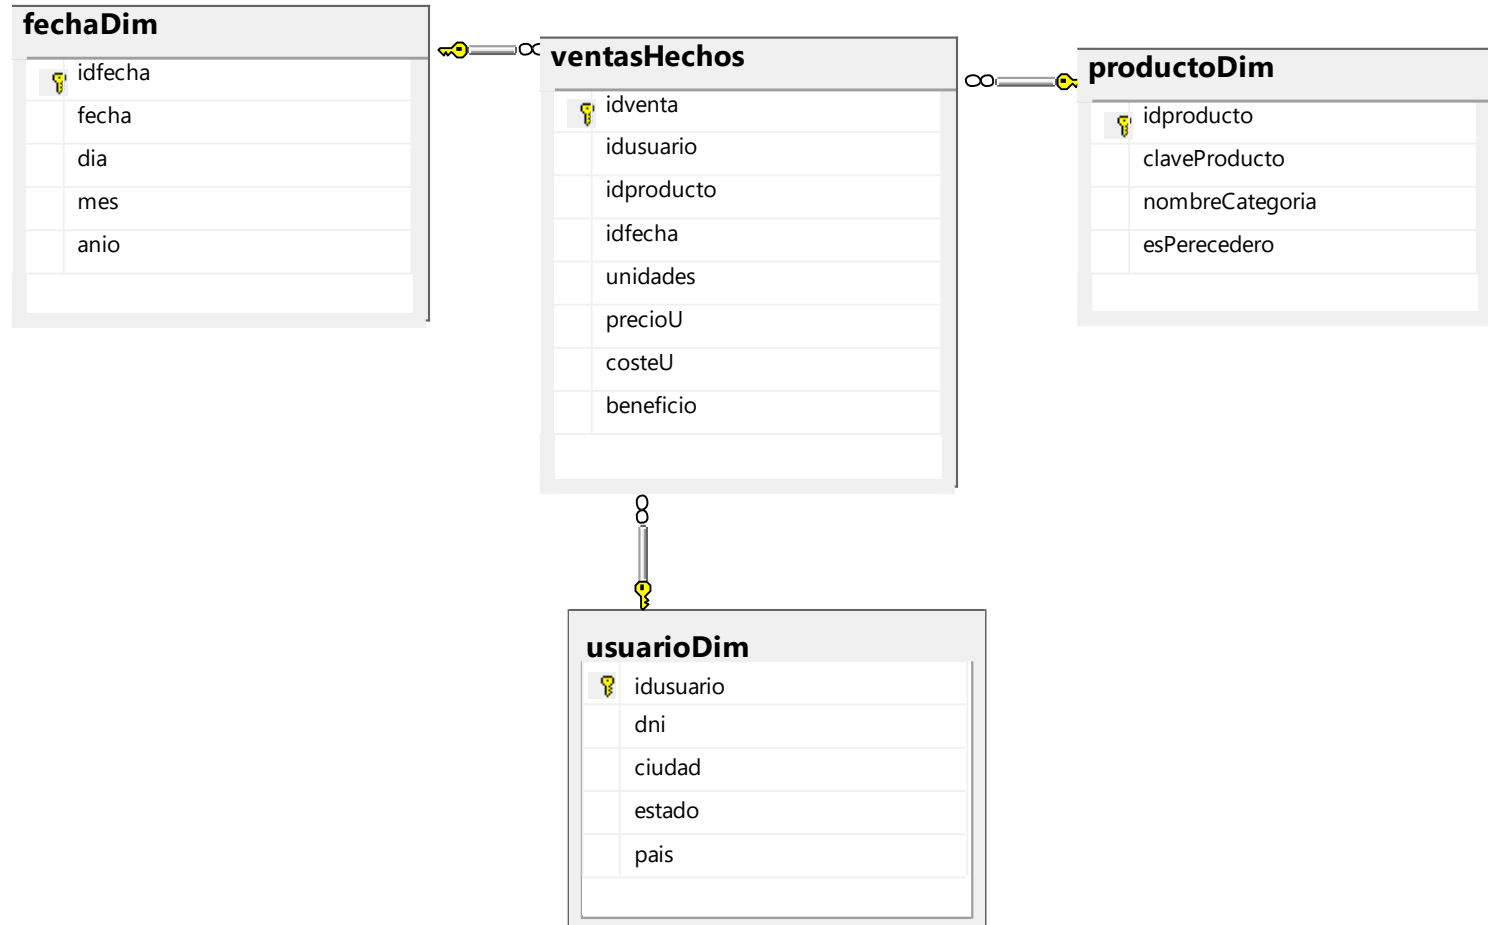 fechaDim
idfecha
fecha
dia
mes
anio
ventasHechos
idventa
idusuario
idproducto
idfecha
unidades
precioU
costeU
beneficio
productoDim
idproducto
claveProducto
nombreCategoria
esPerecedero
usuarioDim
idusuario
dni
ciudad
estado
pais